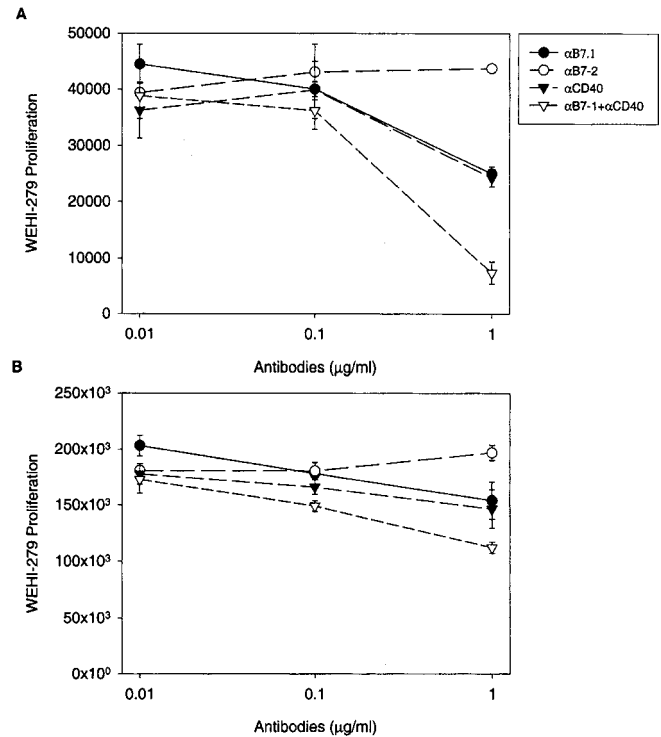 A
50000
40000
30000
20000
10000
0
WEHI-279 Proliferation
0.01
0.1
1
Antibodies (µg/ml)
αB7.1
αB7-2
αCD40
αB7-1+αCD40
B
250x10³
200x10³
150x10³
100x10³
50x10³
0x10⁰
WEHI-279 Proliferation
0.01
0.1
1
Antibodies (µg/ml)